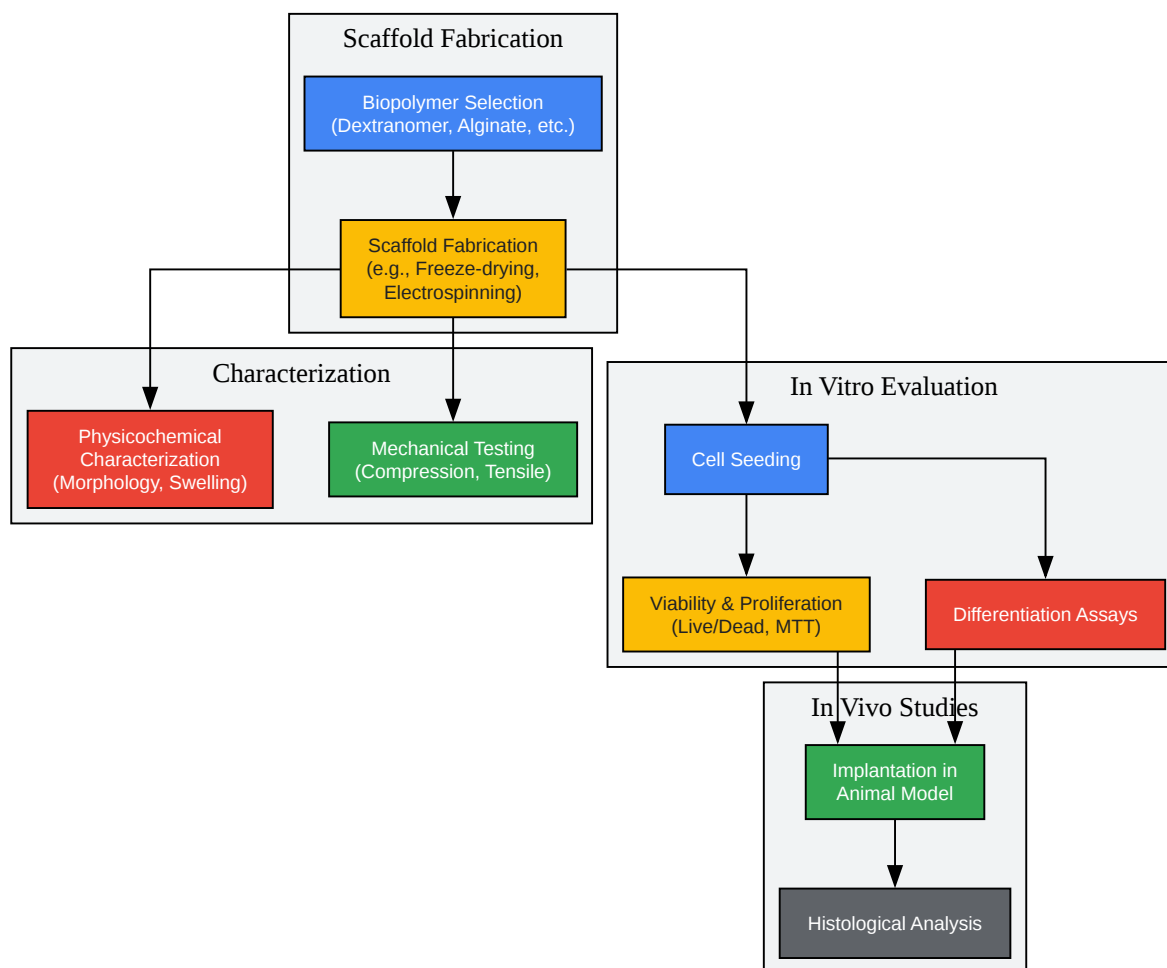 Scaffold Fabrication
Biopolymer Selection
(Dextranomer, Alginate, etc.)
Scaffold Fabrication
(e.g., Freeze-drying,
Electrospinning)
Characterization
Physicochemical
Characterization
(Morphology, Swelling)
Mechanical Testing
(Compression, Tensile)
In Vitro Evaluation
Cell Seeding
Viability & Proliferation
(Live/Dead, MTT)
Differentiation Assays
In Vivo Studies
Implantation in
Animal Model
Histological Analysis